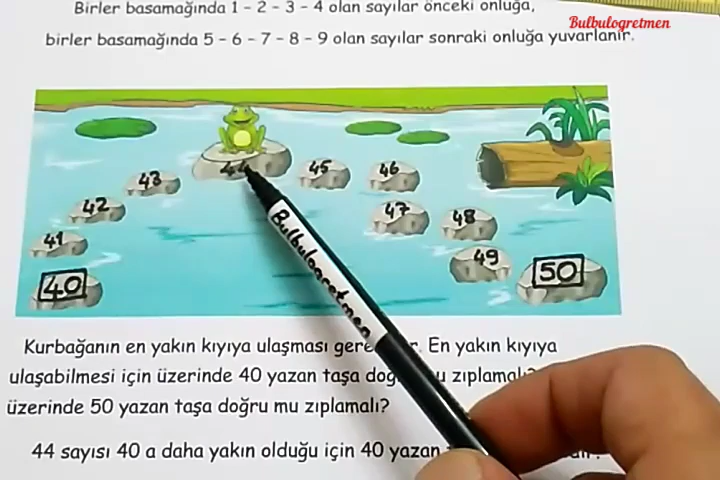 Birler basamağında 1 - 2 - 3 - 4 olan sayılar önceki onluğa,
Bulbulogretmen
birler basamağında 5 - 6 - 7 - 8 - 9 olan sayılar sonraki onluğa yuvarlanır.
44 45 46
43
42 47 48
41 49
40 50
Bulbulogretmen
Kurbağanın en yakın kıyıya ulaşması En yakın kıyıya
ulaşabilmesi için üzerinde 40 yazan taşa mu zıplamalı?
üzerinde 50 yazan taşa doğru mu zıplamalı?
44 sayısı 40 a daha yakın olduğu için 40 yazan